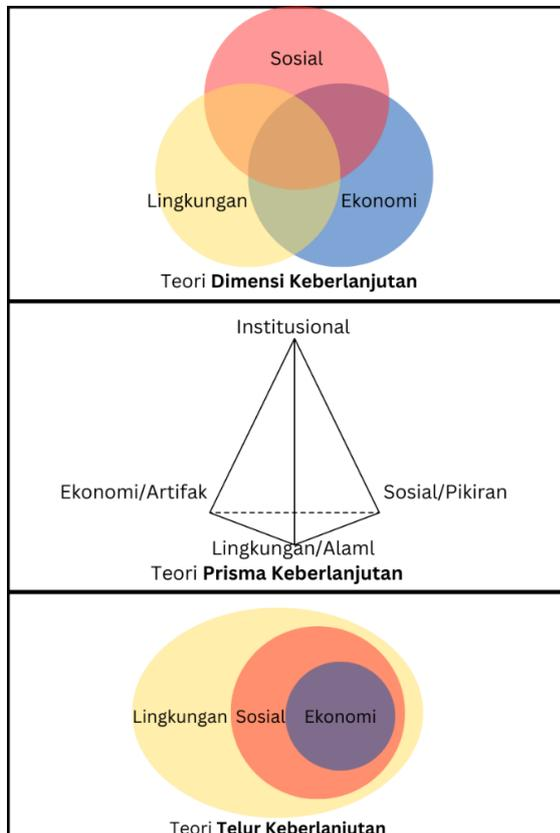 Sosial
Lingkungan
Ekonomi
Teori Dimensi Keberlanjutan
Institusional
Ekonomi/Artifak
Sosial/Pikiran
Lingkungan/Alaml
Teori Prisma Keberlanjutan
Lingkungan
Sosial
Ekonomi
Teori Telur Keberlanjutan